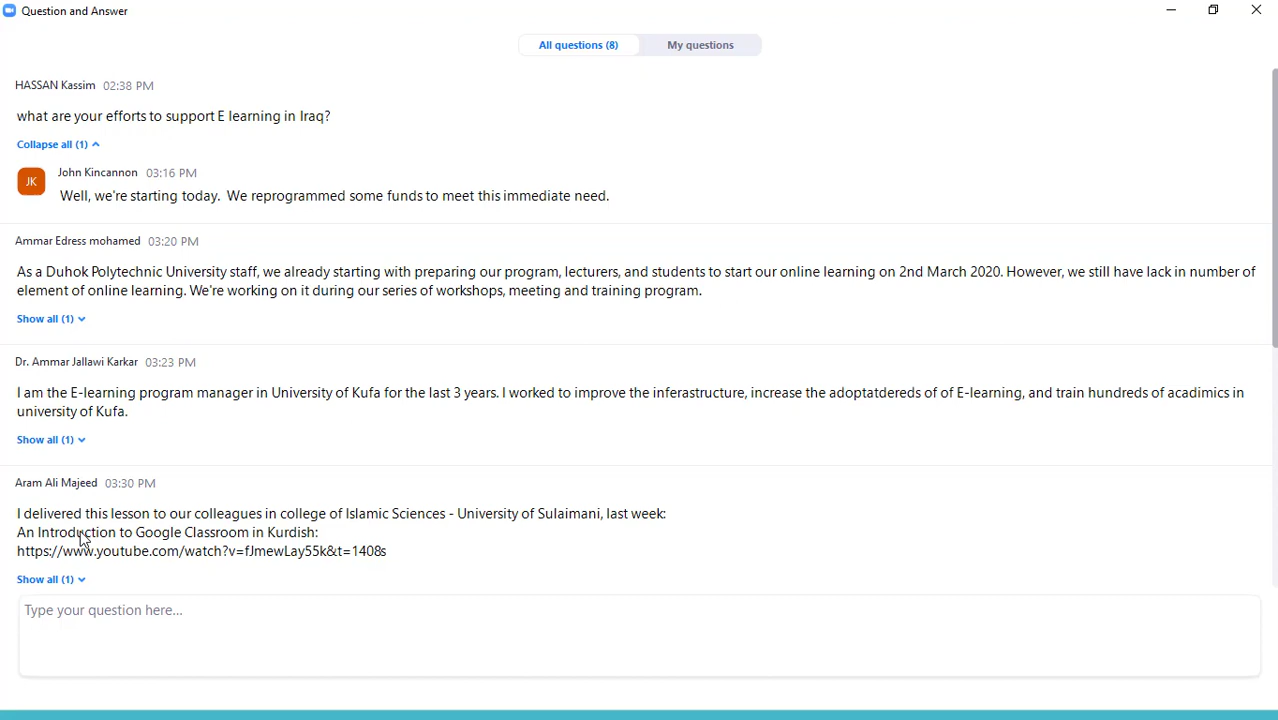 Question and Answer
All questions (8)
My questions
HASSAN Kassim 02:38 PM
what are your efforts to support E learning in Iraq?
Collapse all (1)
JK
John Kincannon 03:16 PM
Well, we're starting today. We reprogrammed some funds to meet this immediate need.
Ammar Edress mohamed 03:20 PM
As a Duhok Polytechnic University staff, we already starting with preparing our program, lecturers, and students to start our online learning on 2nd March 2020. However, we still have lack in number of
element of online learning. We're working on it during our series of workshops, meeting and training program.
Show all (1)
Dr. Ammar Jallawi Karkar 03:23 PM
I am the E-learning program manager in University of Kufa for the last 3 years. I worked to improve the inferastructure, increase the adoptatdereds of of E-learning, and train hundreds of acadimics in
university of Kufa.
Show all (1)
Aram Ali Majeed 03:30 PM
I delivered this lesson to our colleagues in college of Islamic Sciences - University of Sulaimani, last week:
An Introduction to Google Classroom in Kurdish:
https://www.youtube.com/watch?v=fJmewLay55k&t=1408s
Show all (1)
Type your question here...